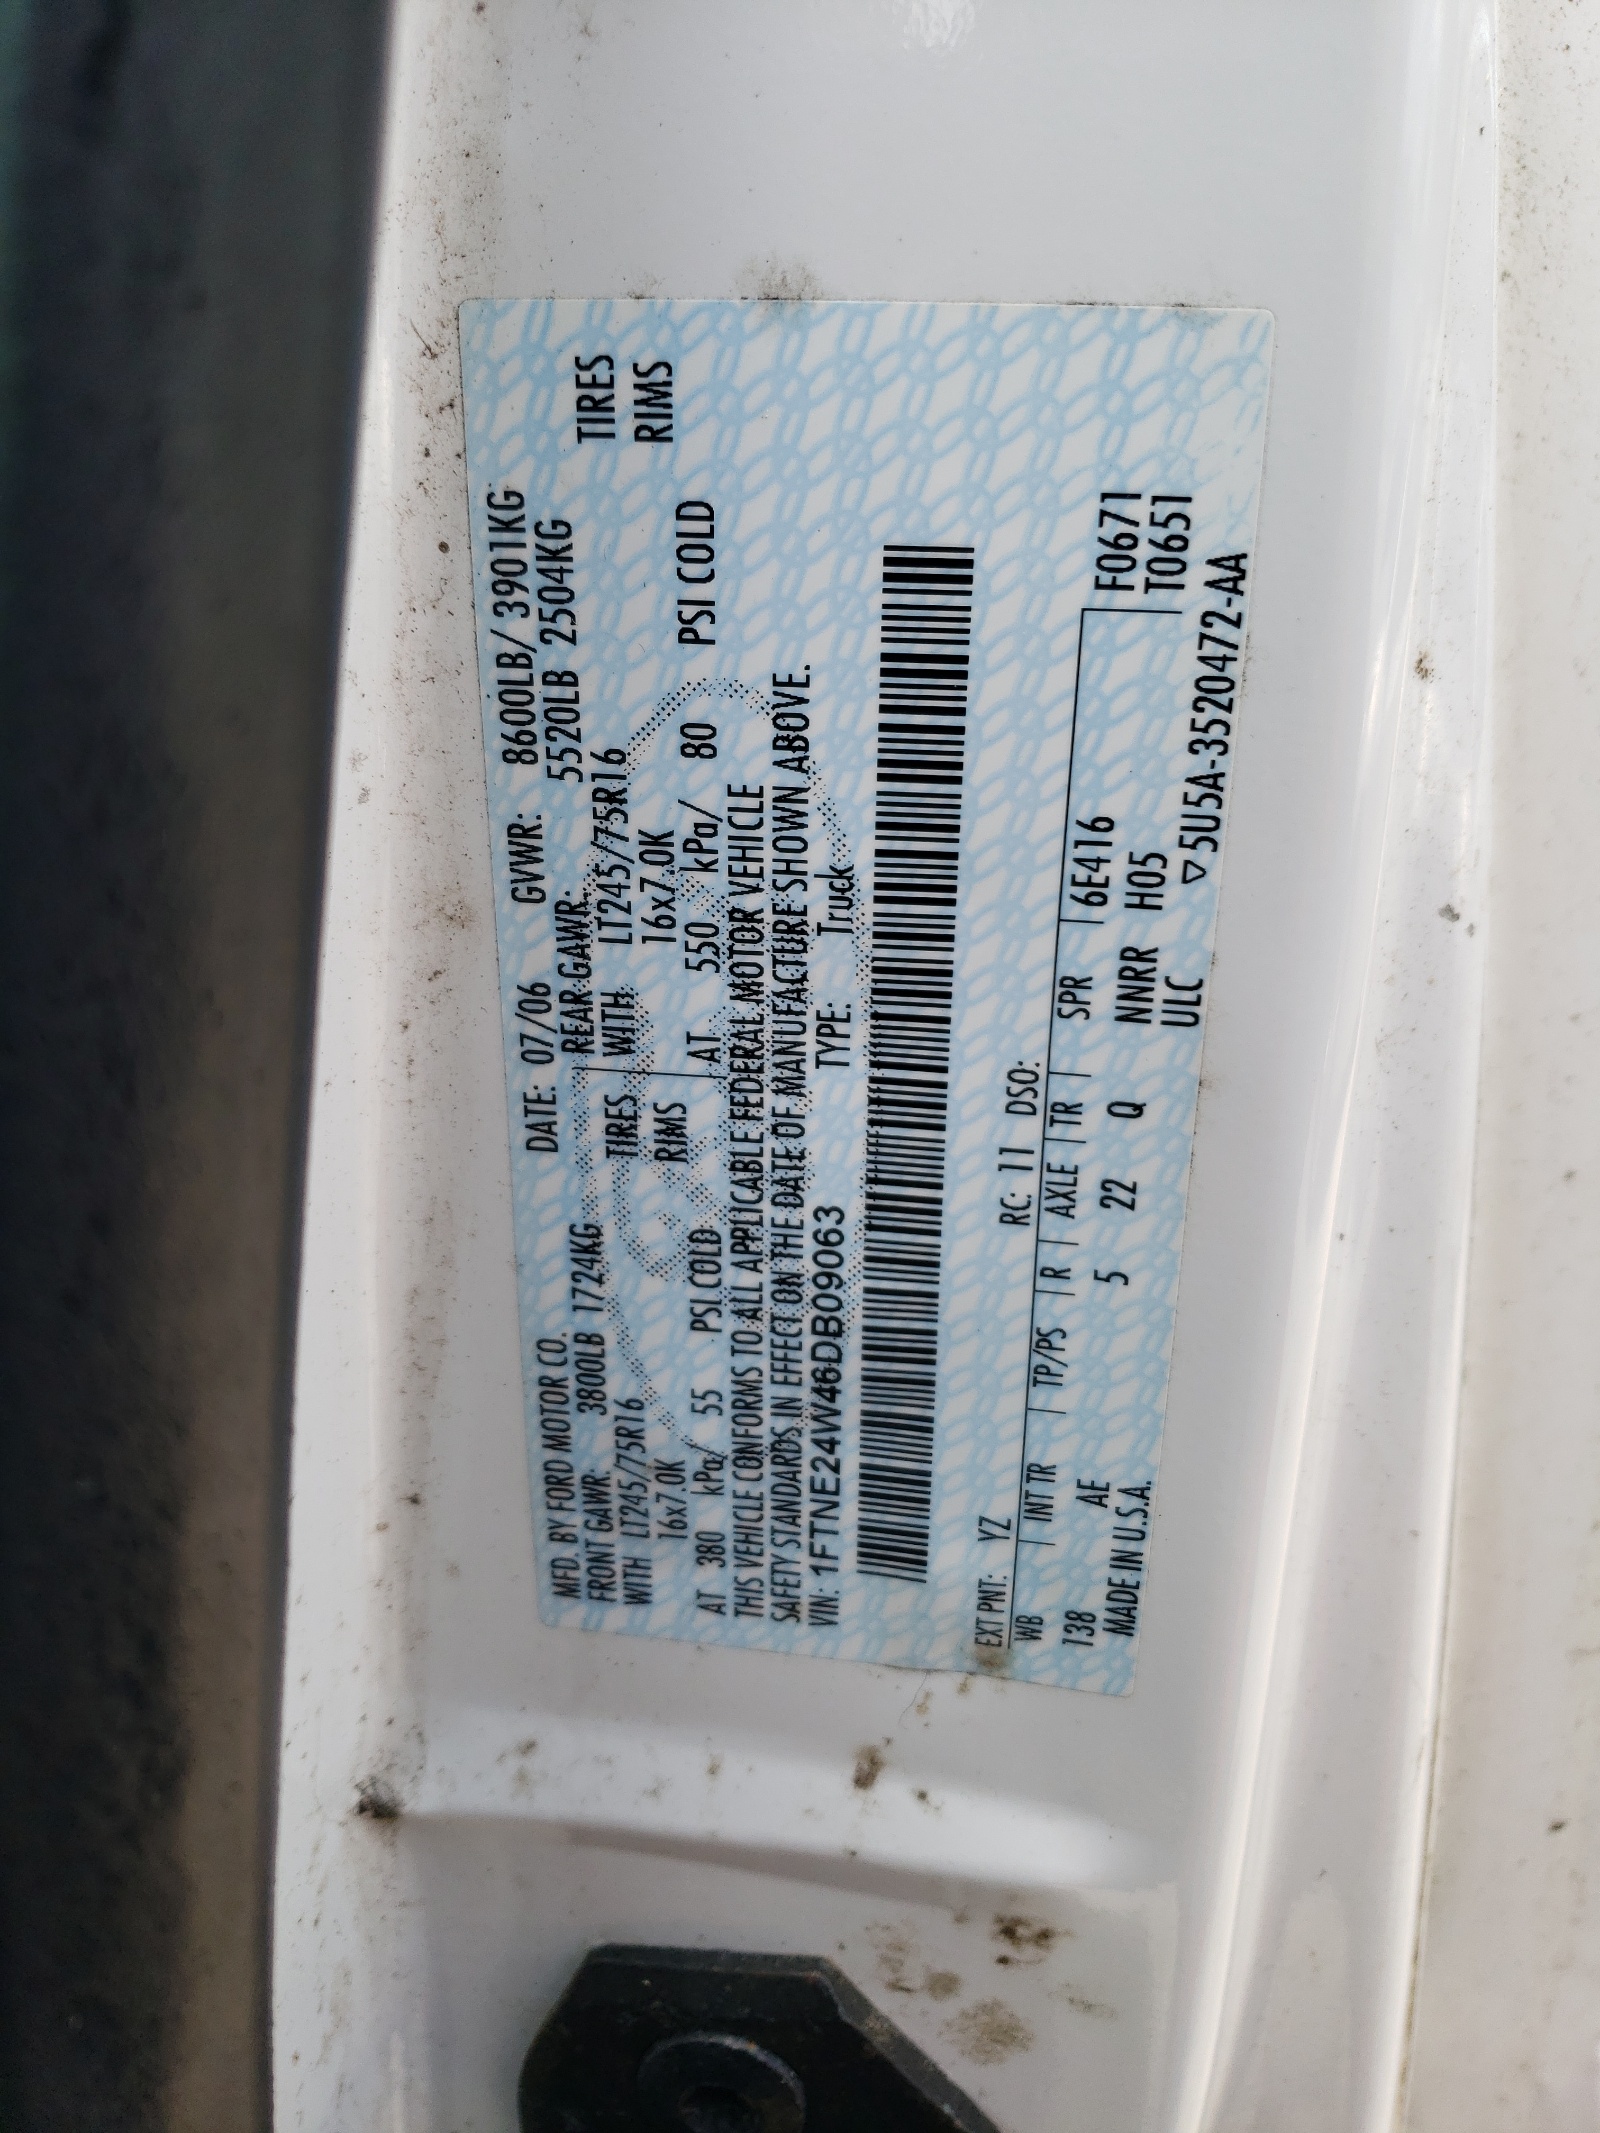 MFD. BY FORD MOTOR CO. DATE: 07/06 GVWR: 8600LB/ 3901KG
FRONT GAWR: 3800LB 1724KG REAR GAWR: 5520LB 2504KG
WITH LT245/75R16 TIRES WITH LT245/75R16 TIRES
16x7.0K RIMS 16x7.0K RIMS
AT 380 kPa/ 55 PSI COLD AT 550 kPa/ 80 PSI COLD
THIS VEHICLE CONFORMS TO ALL APPLICABLE FEDERAL MOTOR VEHICLE
SAFETY STANDARDS IN EFFECT ON THE DATE OF MANUFACTURE SHOWN ABOVE.
VIN: 1FTNE24W46DB09063 TYPE: Truck
EXT PNT: YZ RC: 11 DSO:
WB | INT TR | TP/PS | R | AXLE | TR | SPR | 6E416 F0671
138 AE 5 22 Q NNRR H05 T0651
MADE IN U.S.A. ULC ▽5U5A-3520472-AA